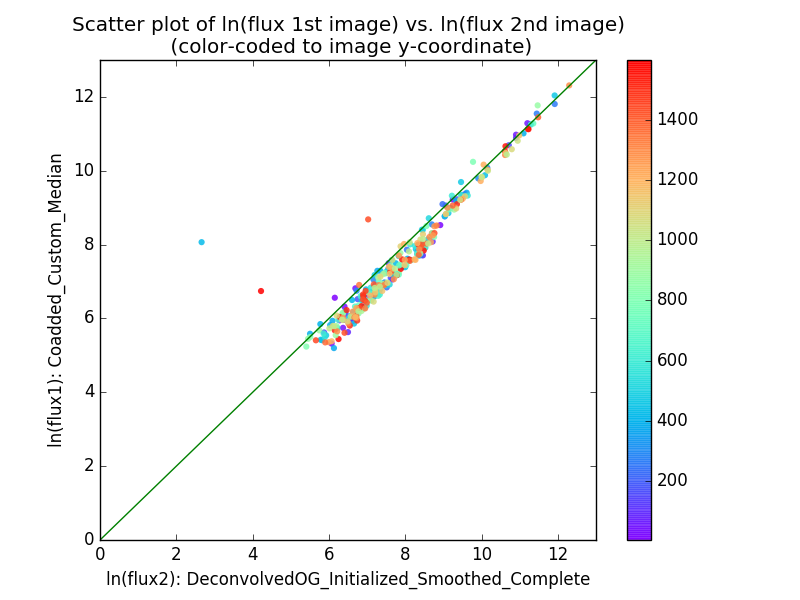 Scatter plot of ln(flux 1st image) vs. ln(flux 2nd image)
(color-coded to image y-coordinate)
ln(flux1): Coadded_Custom_Median
12
10
8
6
4
2
0
0 2 4 6 8 10 12
ln(flux2): DeconvolvedOG_Initialized_Smoothed_Complete
1400
1200
1000
800
600
400
200